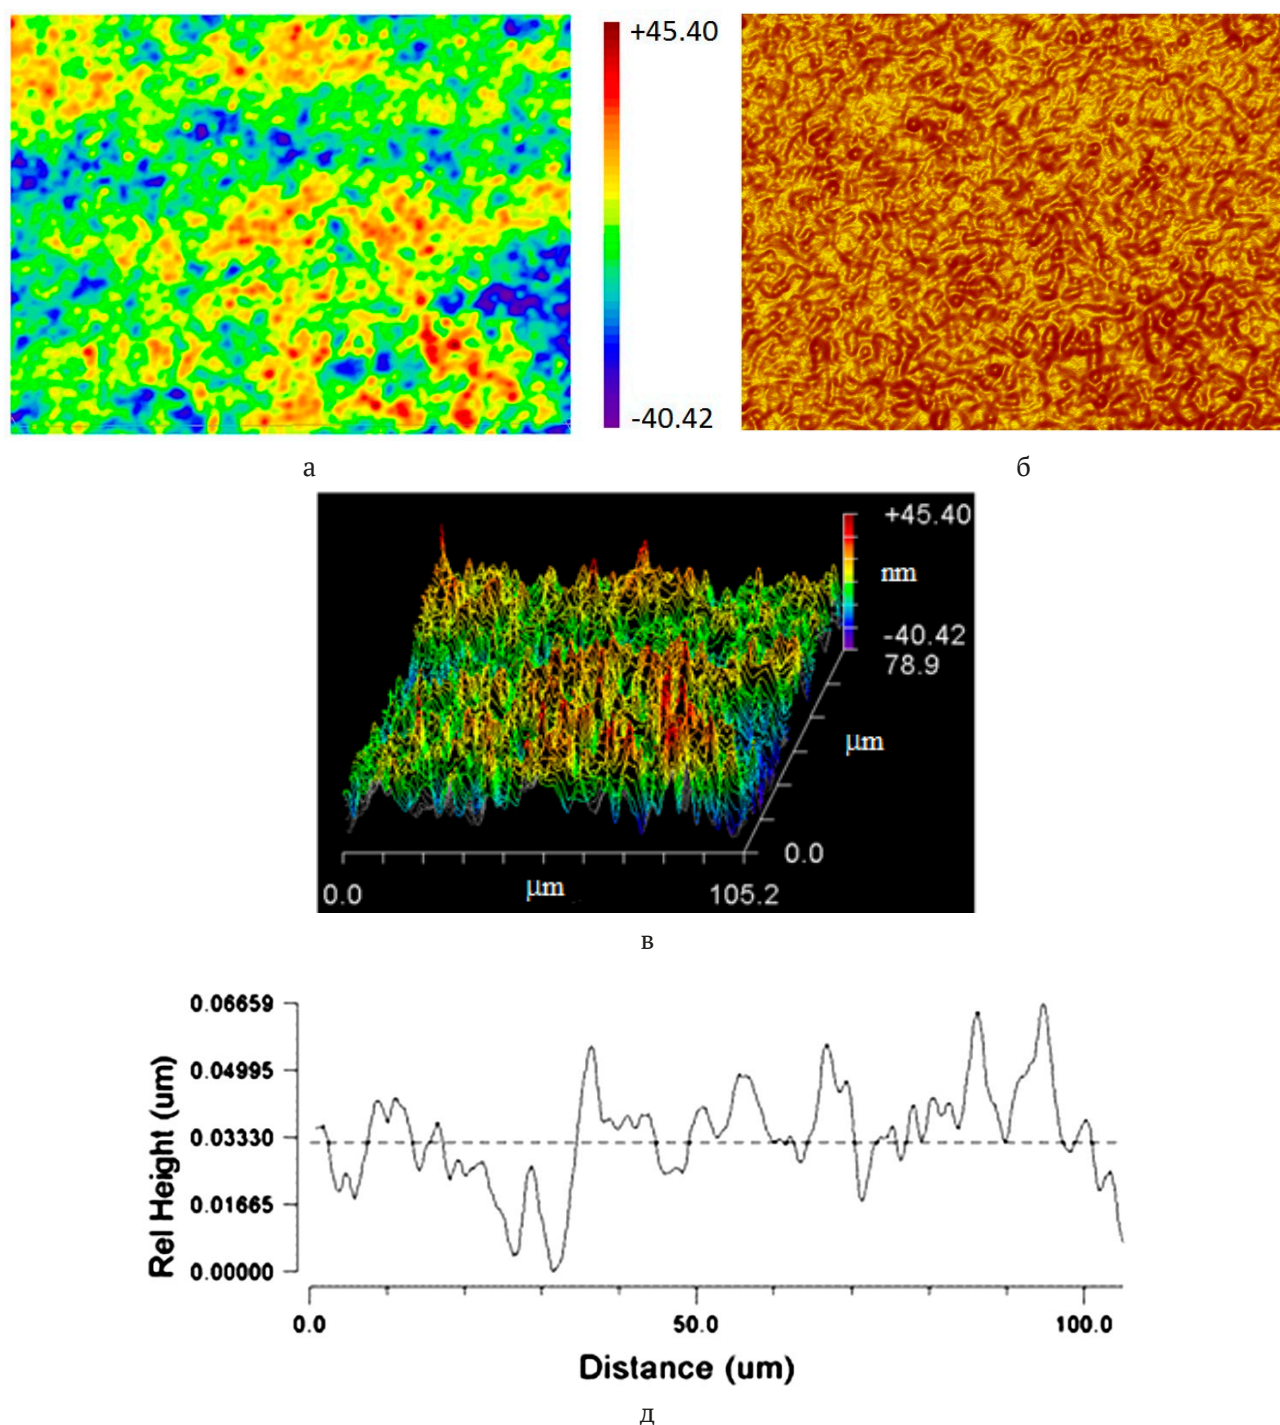 +45.40
-40.42
а
б
+45.40
nm
-40.42
78.9
μm
0.0
μm
0.0
105.2
в
0.06659
0.04995
0.03330
0.01665
0.00000
Rel Height (um)
0.0
50.0
100.0
Distance (um)
д